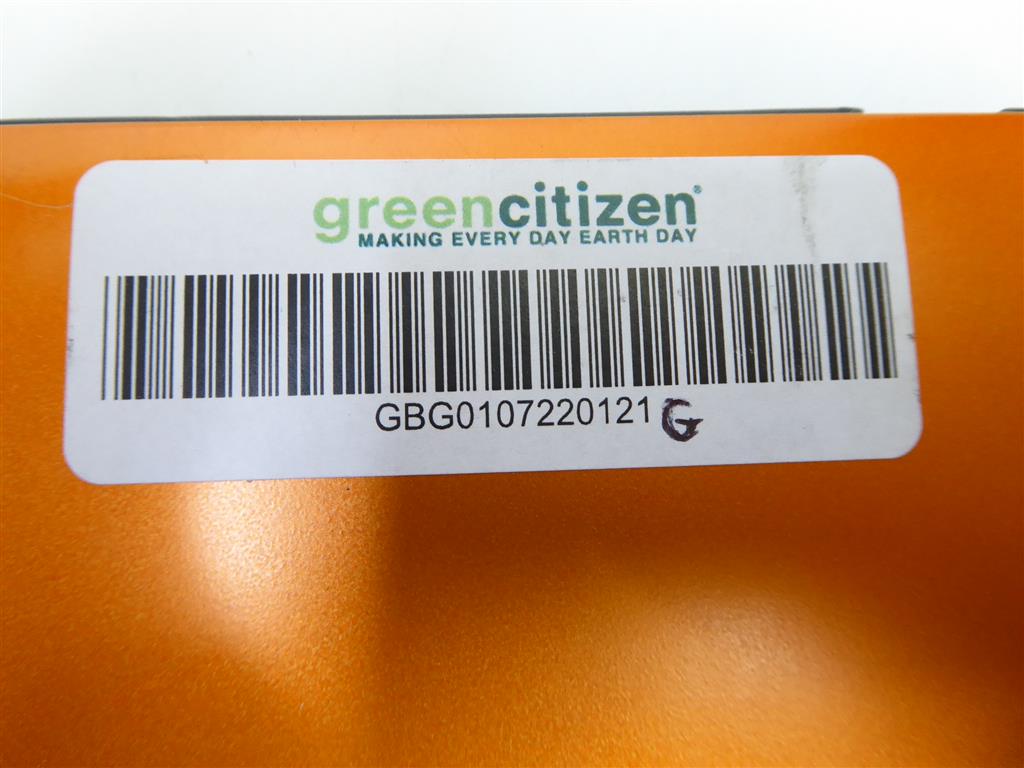 greencitizen®
MAKING EVERY DAY EARTH DAY
GBG0107220121 G